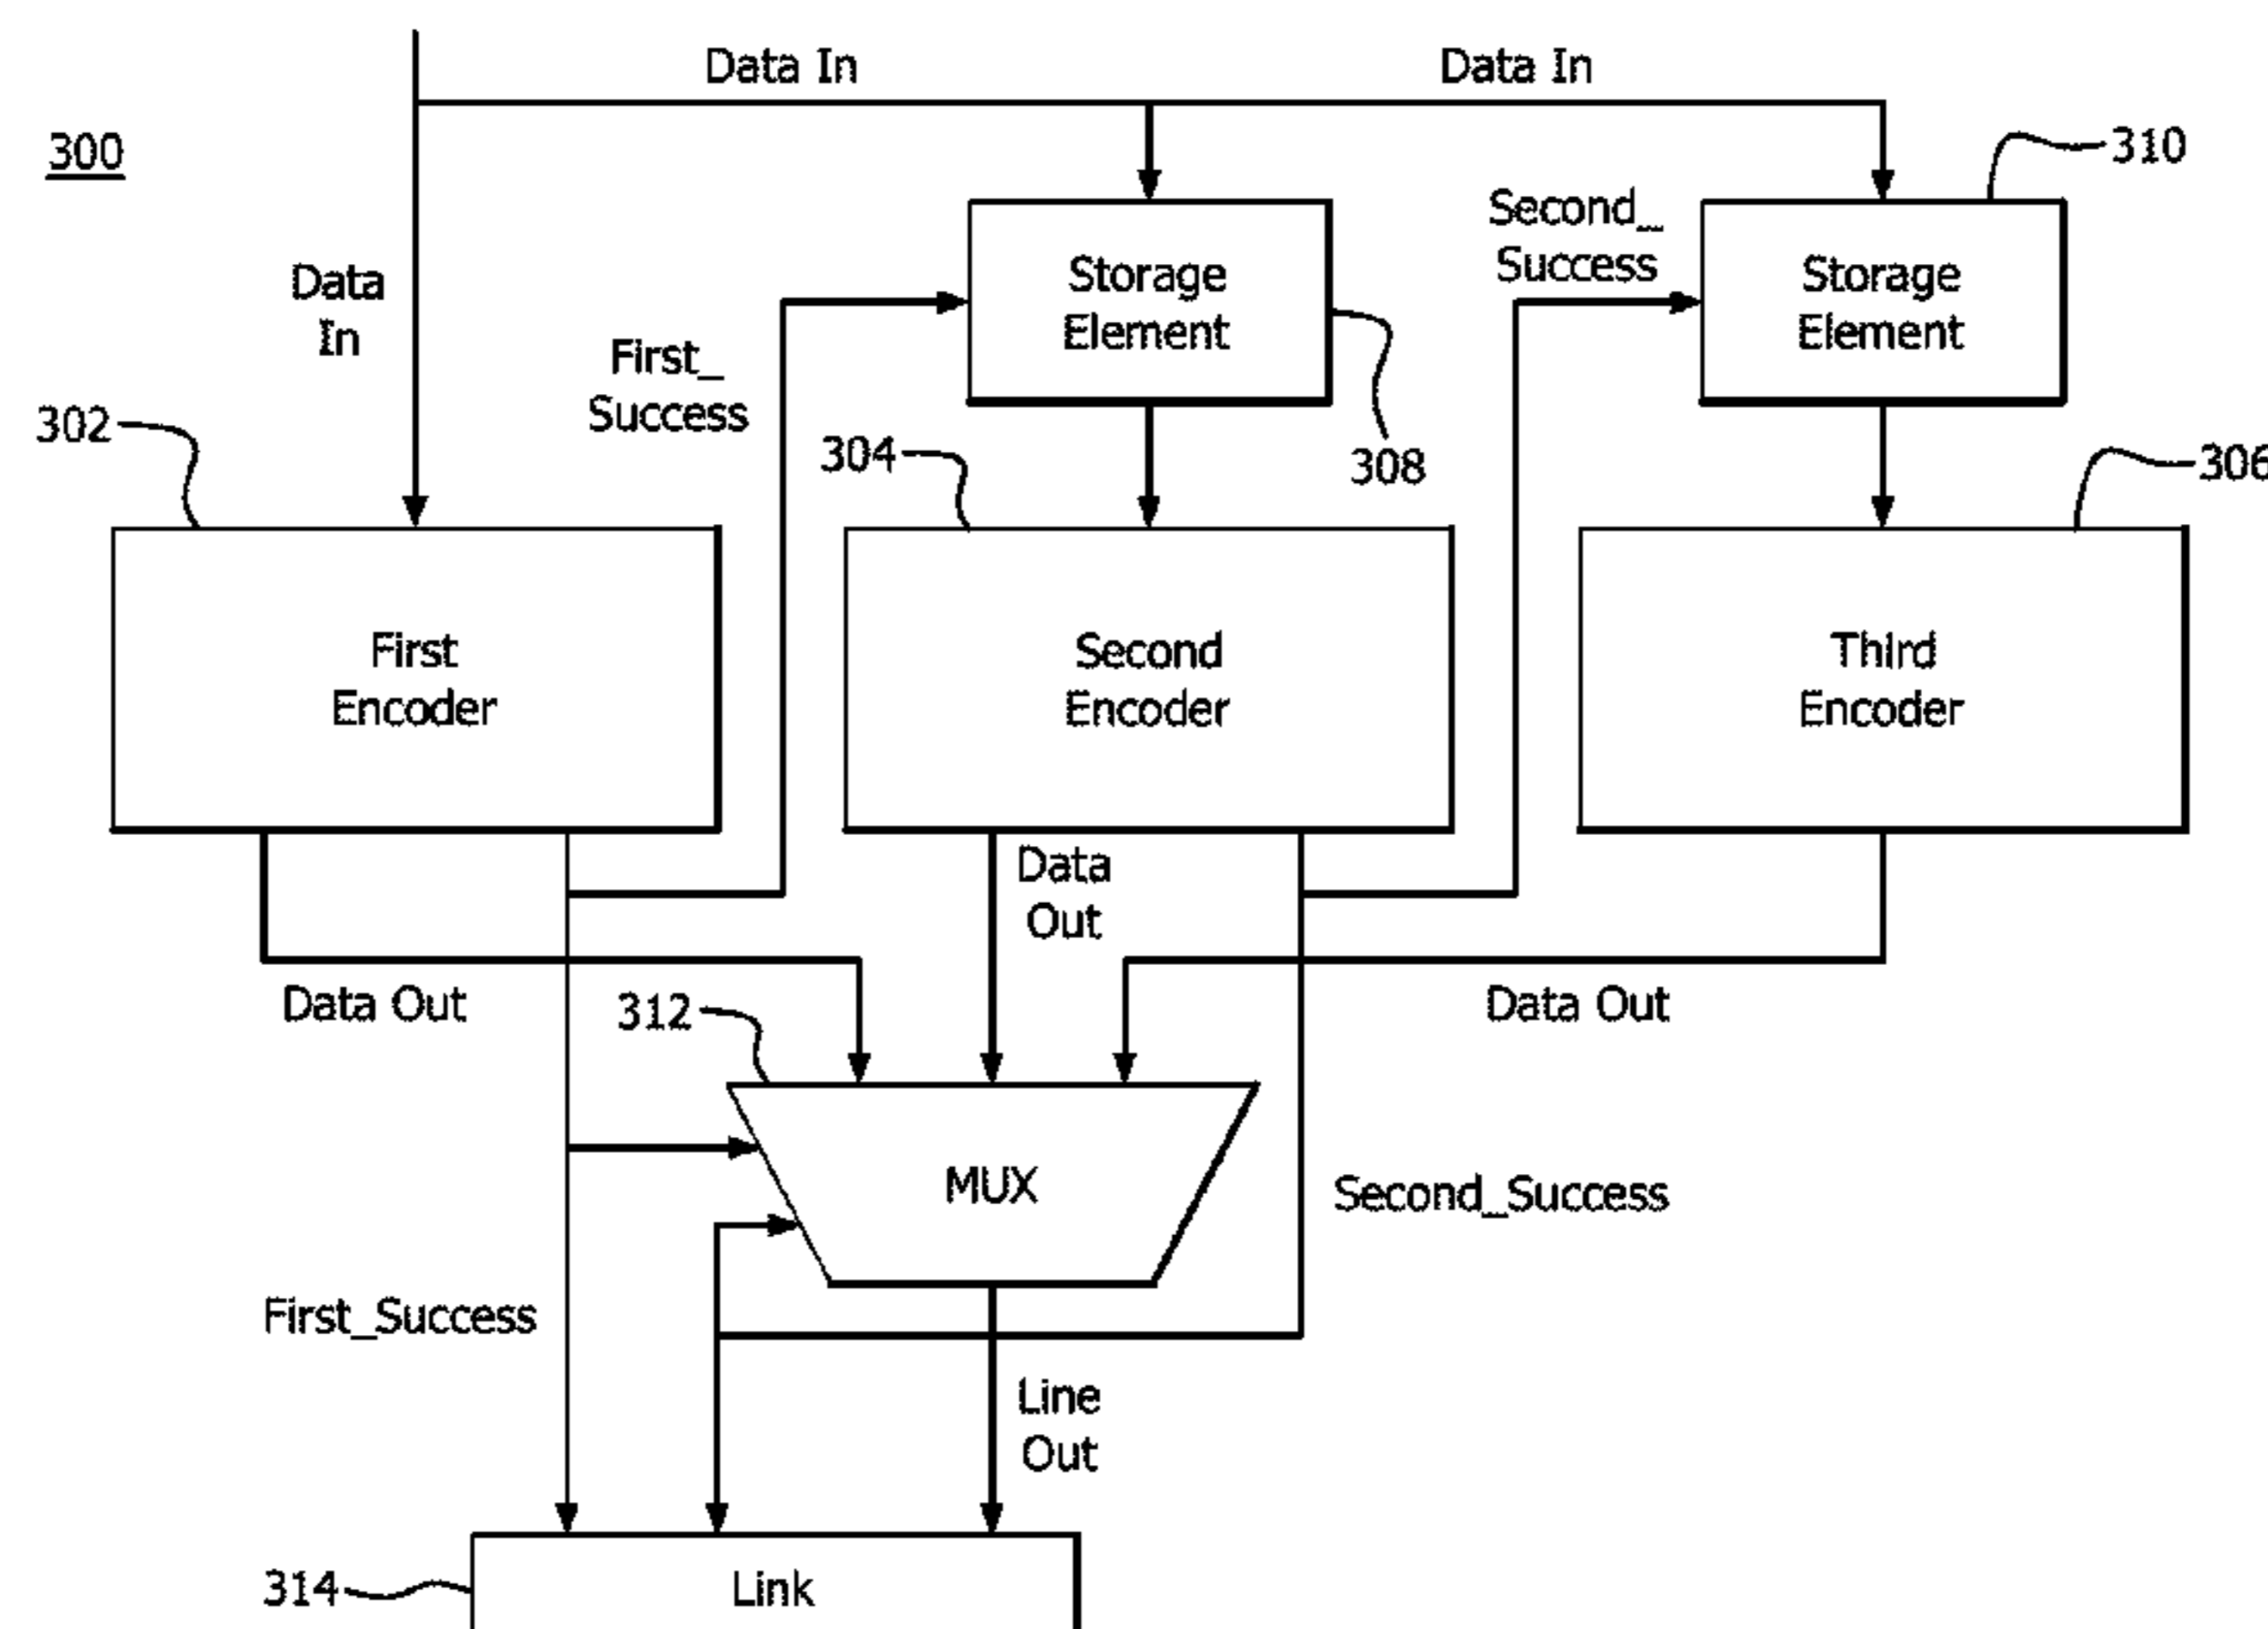 Data In
Data In
300
310
Second_
Success
Storage
Element
Storage
Element
Data
In
First_
Success
302
304
308
306
First
Encoder
Second
Encoder
Third
Encoder
Data
Out
Data Out
312
Data Out
MUX
Second_Success
First_Success
Line
Out
314
Link